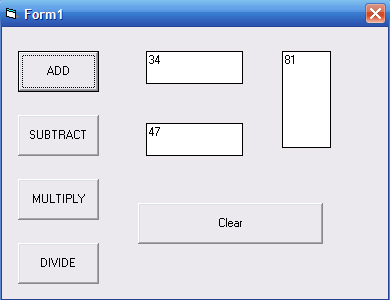 Form1
ADD
34
81
SUBTRACT
47
MULTIPLY
Clear
DIVIDE